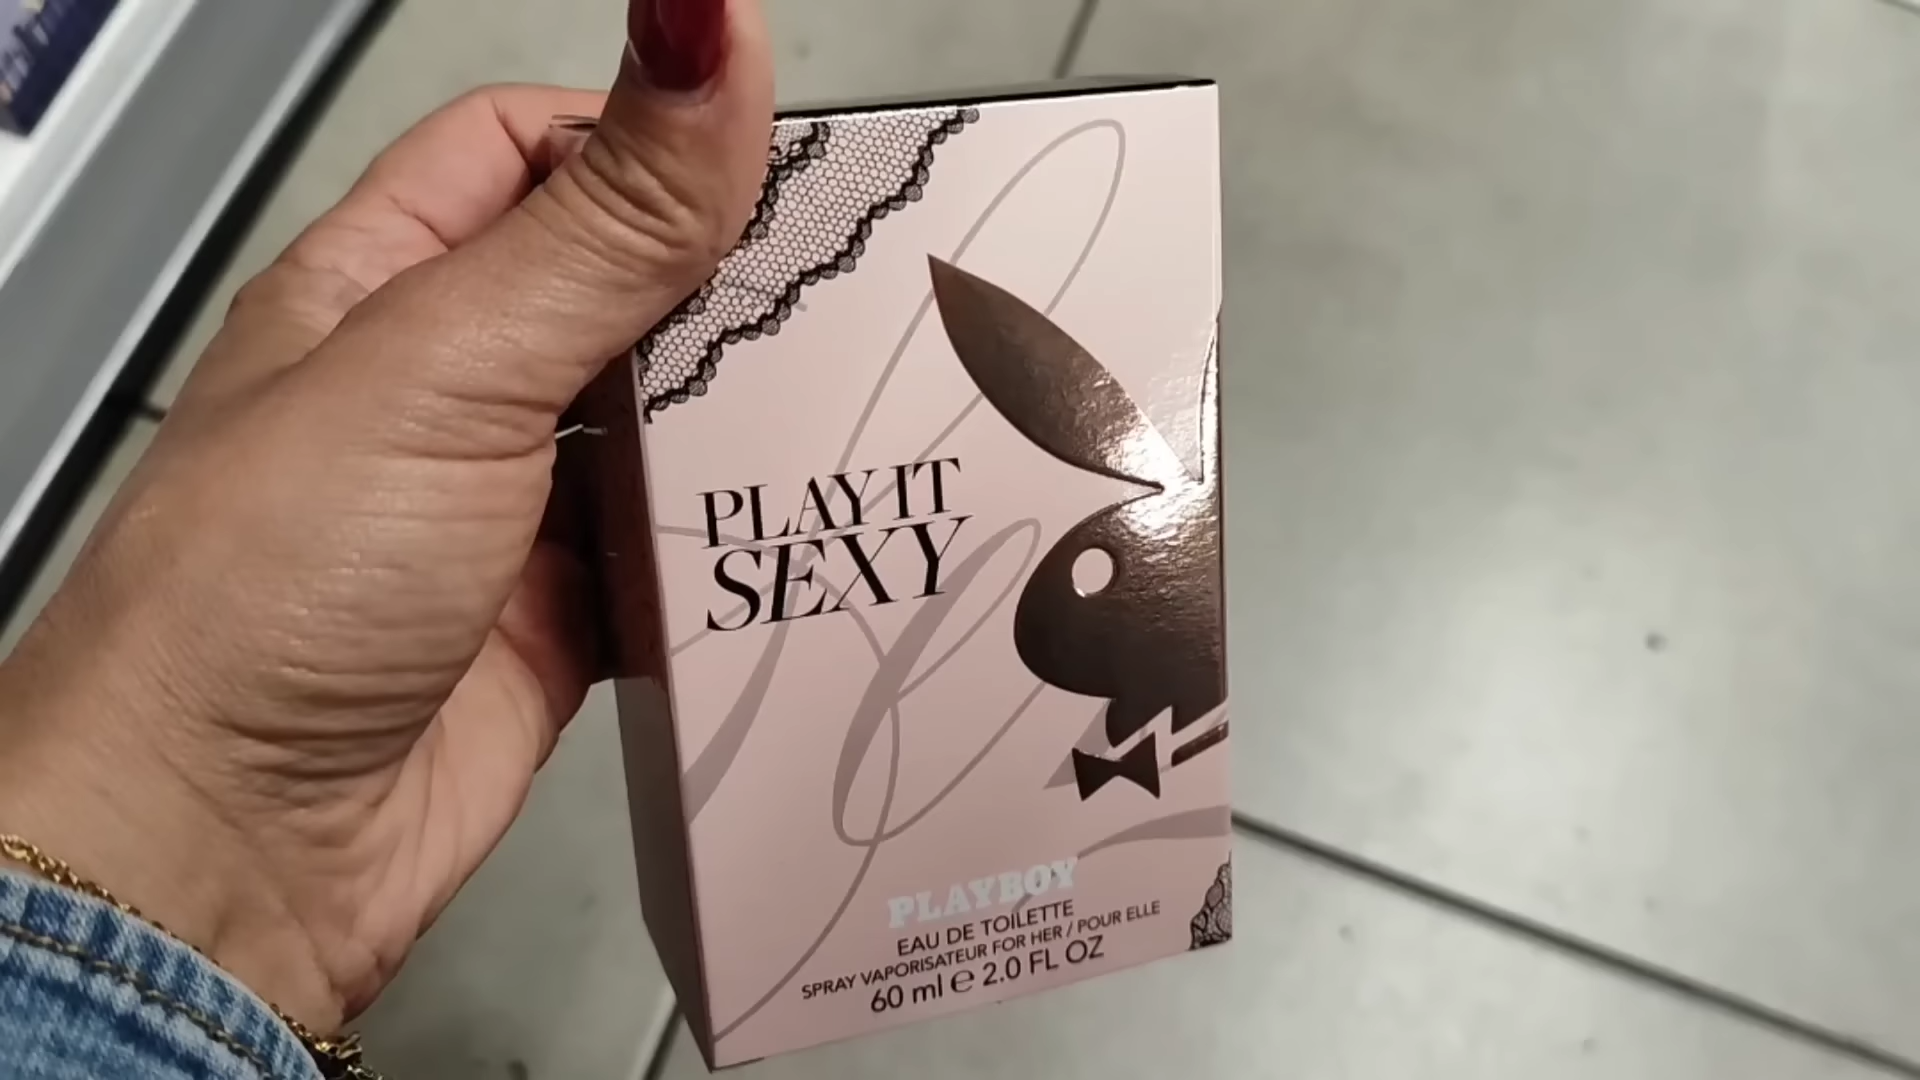 PLAY IT
SEXY
PLAYBOY
EAU DE TOILETTE
SPRAY VAPORISATEUR FOR HER / POUR ELLE
60 ml ℮ 2.0 FL OZ